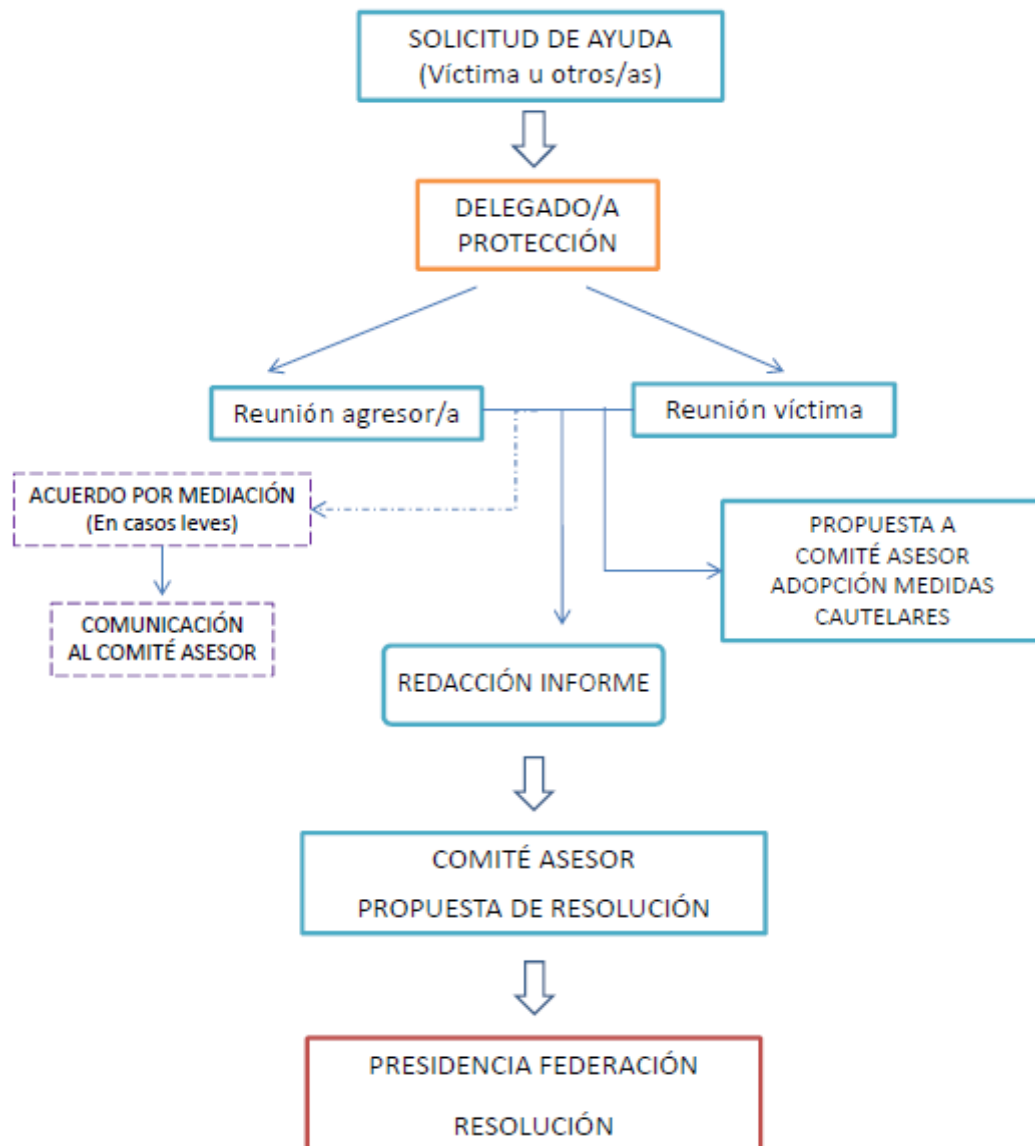 SOLICITUD DE AYUDA
(Víctima u otros/as)
DELEGADO/A
PROTECCIÓN
Reunión agresor/a
Reunión víctima
ACUERDO POR MEDIACIÓN
(En casos leves)
PROPUESTA A
COMITÉ ASESOR
ADOPCIÓN MEDIDAS
CAUTELARES
COMUNICACIÓN
AL COMITÉ ASESOR
REDACCIÓN INFORME
COMITÉ ASESOR
PROPUESTA DE RESOLUCIÓN
PRESIDENCIA FEDERACIÓN
RESOLUCIÓN